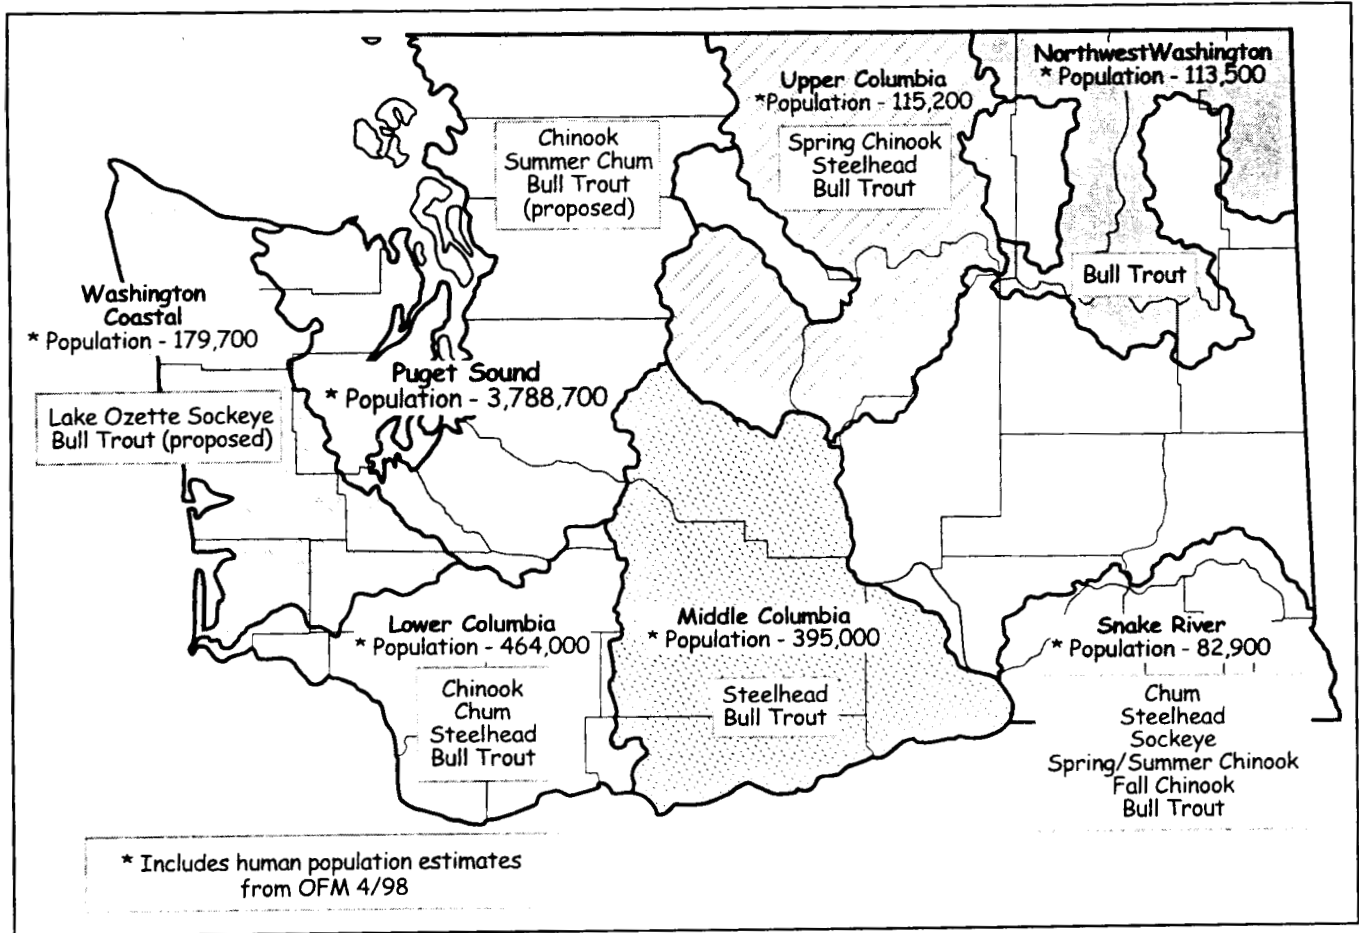 Northwest Washington
* Population - 113,500
Upper Columbia
*Population - 115,200
Spring Chinook
Steelhead
Bull Trout
Chinook
Summer Chum
Bull Trout
(proposed)
Bull Trout
Washington
Coastal
* Population - 179,700
Lake Ozette Sockeye
Bull Trout (proposed)
Puget Sound
* Population - 3,788,700
Lower Columbia
* Population - 464,000
Chinook
Chum
Steelhead
Bull Trout
Middle Columbia
* Population - 395,000
Steelhead
Bull Trout
Snake River
* Population - 82,900
Chum
Steelhead
Sockeye
Spring/Summer Chinook
Fall Chinook
Bull Trout
* Includes human population estimates
from OFM 4/98